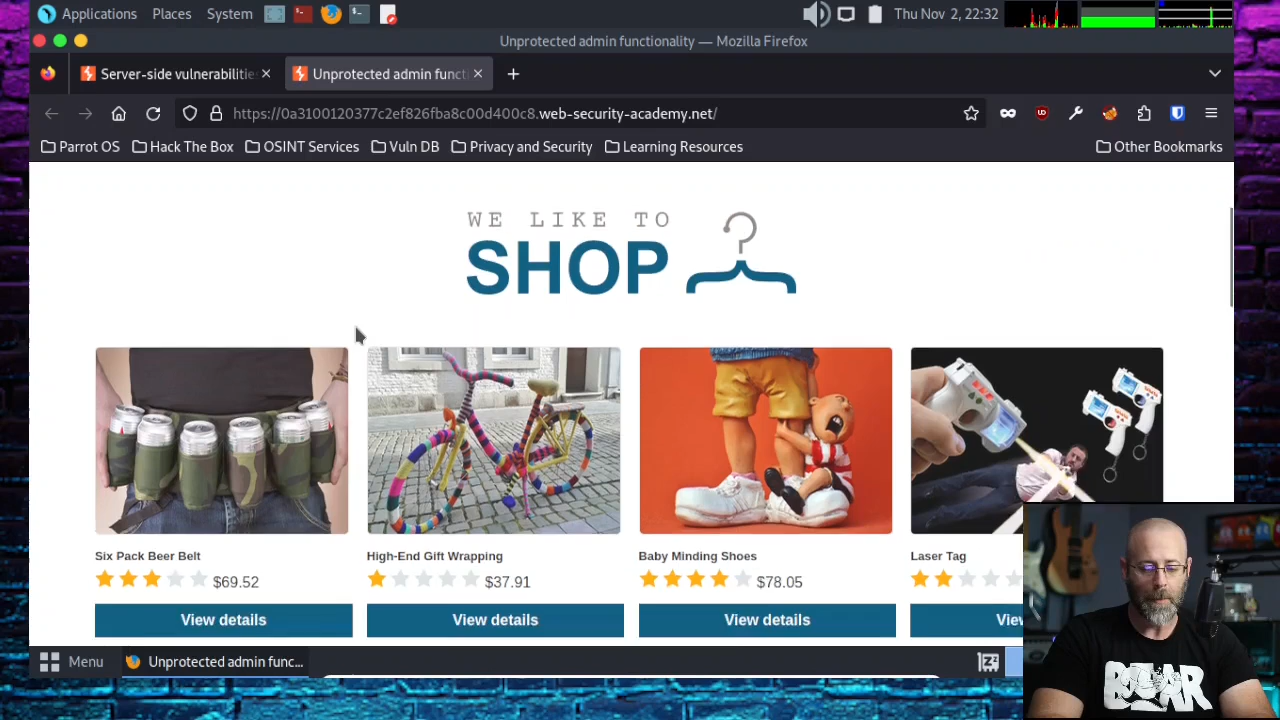 Applications Places System
Thu Nov 2, 22:32
Unprotected admin functionality — Mozilla Firefox
Server-side vulnerabilitie
Unprotected admin funct
https://0a3100120377c2ef826fba8c00d400c8.web-security-academy.net/
Parrot OS Hack The Box OSINT Services Vuln DB Privacy and Security Learning Resources Other Bookmarks
WE LIKE TO
SHOP
Six Pack Beer Belt
High-End Gift Wrapping
Baby Minding Shoes
Laser Tag
$69.52
$37.91
$78.05
View details
View details
View details
Menu
Unprotected admin func...